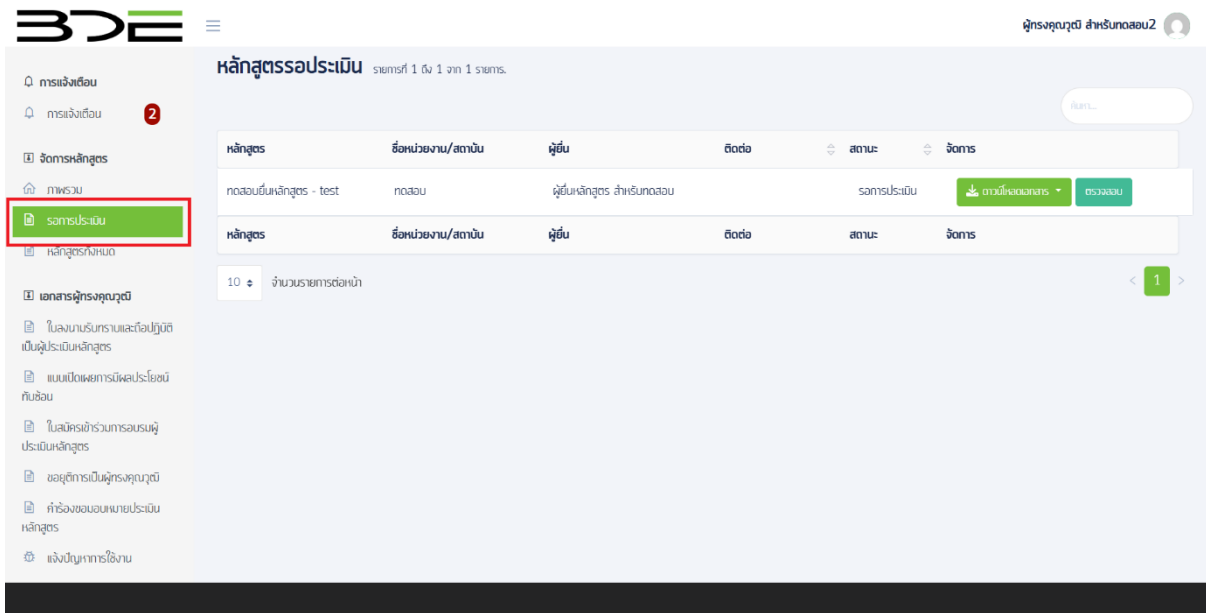 BDE
ผู้ทรงคุณวุฒิ สำหรับทดสอบ2
หลักสูตรรอประเมิน รายการที่ 1 ถึง 1 จาก 1 รายการ.
ค้นหา...
การแจ้งเตือน
การแจ้งเตือน 2
จัดการหลักสูตร
ภาพรวม
รอการประเมิน
หลักสูตรทั้งหมด
เอกสารผู้ทรงคุณวุฒิ
ใบลงนามรับทราบและถือปฏิบัติ
เป็นผู้ประเมินหลักสูตร
แบบเปิดเผยการมีผลประโยชน์
ทับซ้อน
ใบสมัครเข้าร่วมการอบรมผู้
ประเมินหลักสูตร
ขอยุติการเป็นผู้ทรงคุณวุฒิ
คำร้องขอมอบหมายประเมิน
หลักสูตร
แจ้งปัญหาการใช้งาน
หลักสูตร ชื่อหน่วยงาน/สถาบัน ผู้ยื่น ติดต่อ สถานะ จัดการ
ทดสอบยื่นหลักสูตร - test ทดสอบ ผู้ยื่นหลักสูตร สำหรับทดสอบ รอการประเมิน ดาวน์โหลดเอกสาร ตรวจสอบ
หลักสูตร ชื่อหน่วยงาน/สถาบัน ผู้ยื่น ติดต่อ สถานะ จัดการ
10 จำนวนรายการต่อหน้า < 1 >